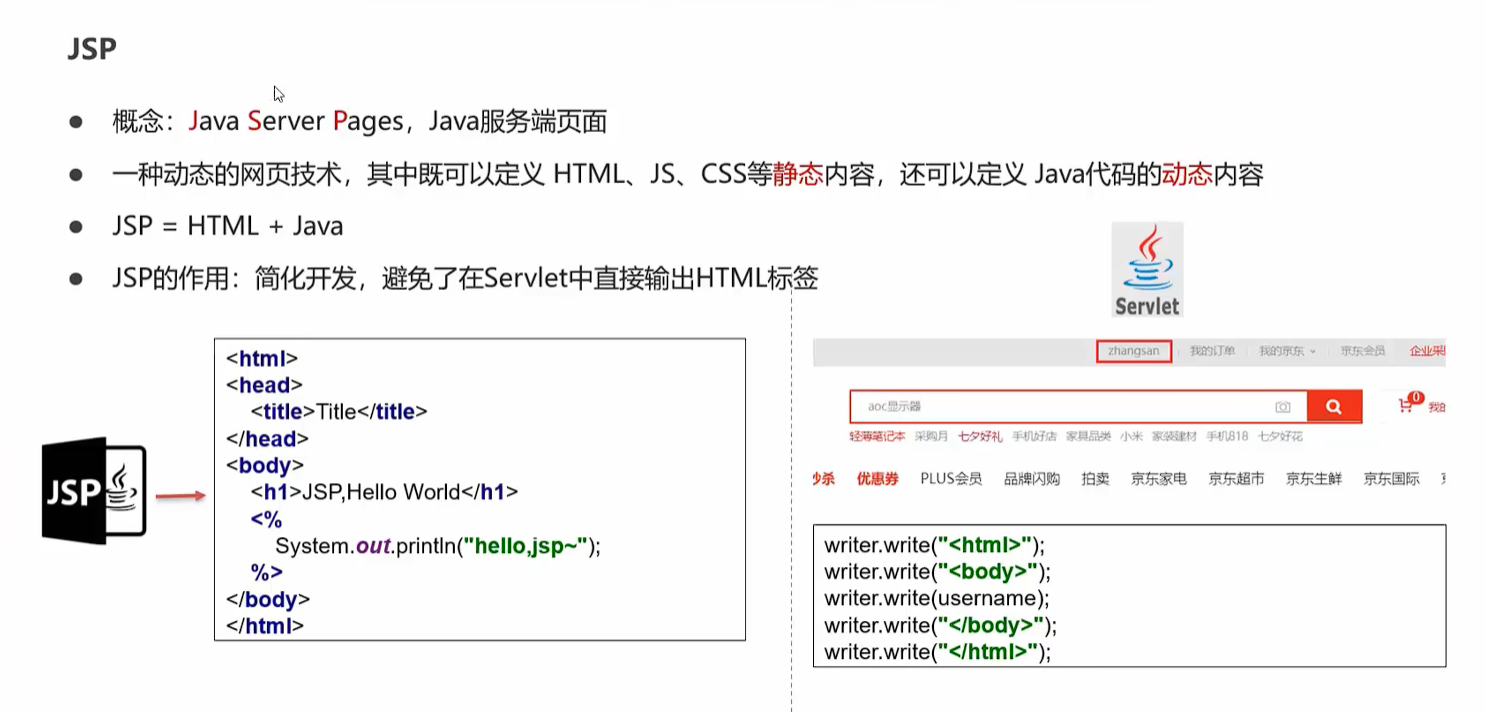 JSP
● 概念：Java Server Pages，Java服务端页面
● 一种动态的网页技术，其中既可以定义 HTML、JS、CSS等静态内容，还可以定义 Java代码的动态内容
● JSP = HTML + Java
● JSP的作用：简化开发，避免了在Servlet中直接输出HTML标签
JSP
<html>
<head>
<title>Title</title>
</head>
<body>
<h1>JSP,Hello World</h1>
<%
System.out.println("hello,jsp~");
%>
</body>
</html>
Servlet
zhangsan 我的订单 我的京东 京东会员 企业采
aoc显示器
0 我的
轻薄笔记本 采购月 七夕好礼 手机好店 家具品类 小米 家装建材 手机818 七夕好花
秒杀 优惠券 PLUS会员 品牌闪购 拍卖 京东家电 京东超市 京东生鲜 京东国际
writer.write("<html>");
writer.write("<body>");
writer.write(username);
writer.write("</body>");
writer.write("</html>");